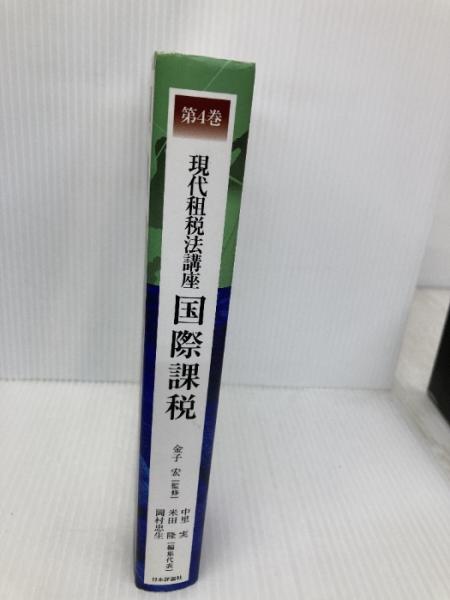 第4巻
現代租税法講座
国際課税
金子 宏[監修]
中里 実
米田 隆[編集代表]
岡村忠生
日本評論社